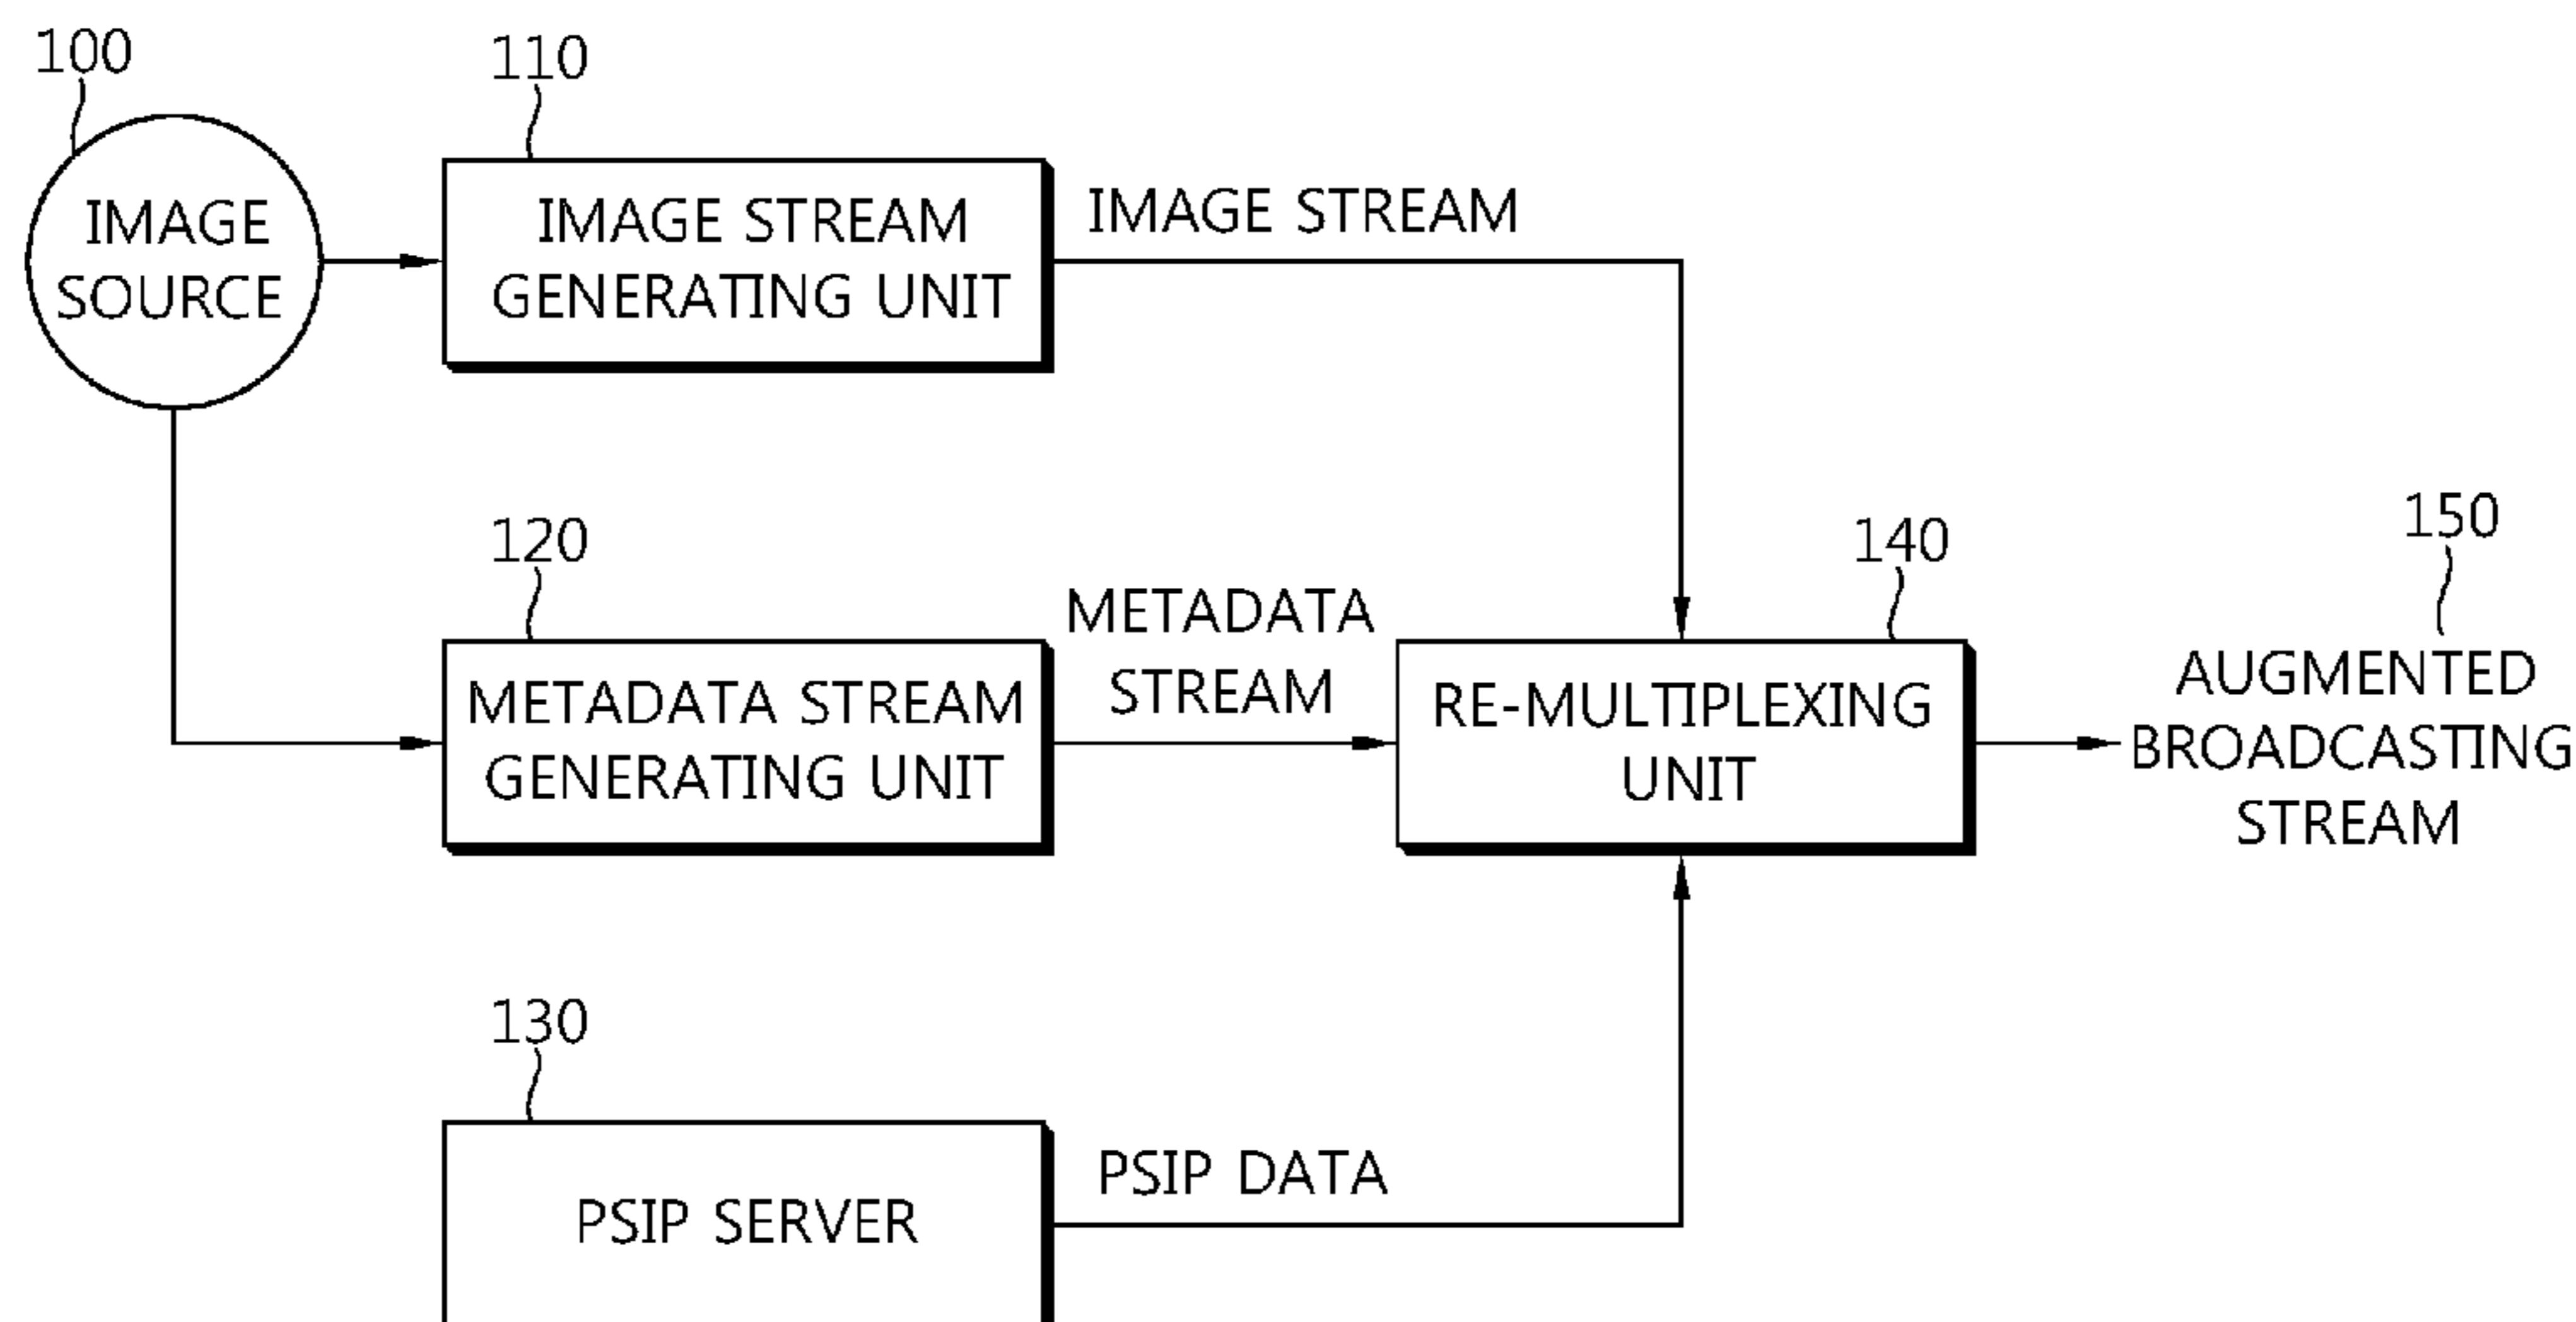 100
IMAGE
SOURCE
110
IMAGE STREAM
GENERATING UNIT
IMAGE STREAM
120
METADATA STREAM
GENERATING UNIT
METADATA
STREAM
130
PSIP SERVER
PSIP DATA
140
RE-MULTIPLEXING
UNIT
150
AUGMENTED
BROADCASTING
STREAM